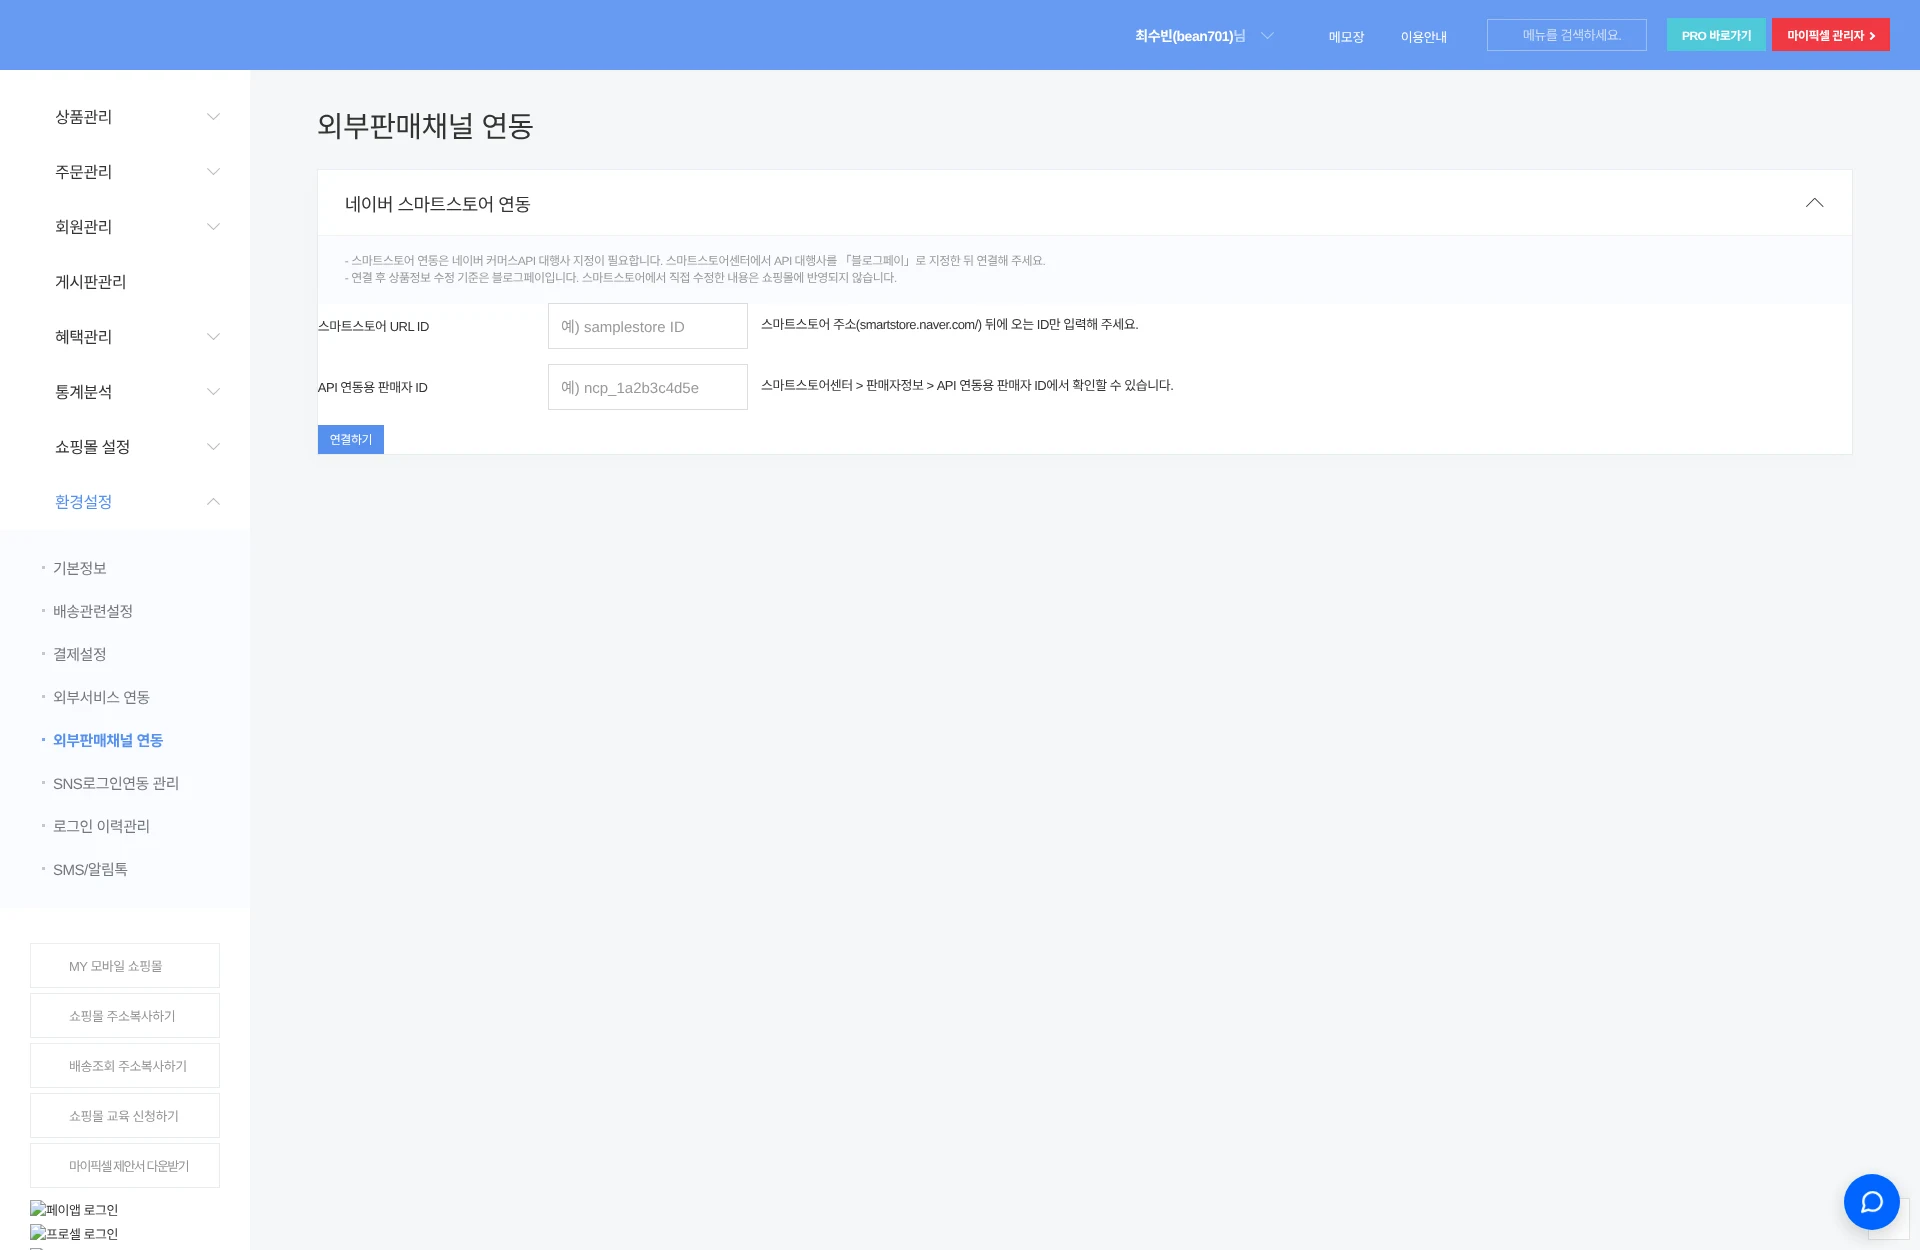 최수빈(bean701)님
메모장
이용안내
메뉴를 검색하세요.
PRO 바로가기
마이픽셀 관리자
상품관리
주문관리
회원관리
게시판관리
혜택관리
통계분석
쇼핑몰 설정
환경설정
기본정보
배송관련설정
결제설정
외부서비스 연동
외부판매채널 연동
SNS로그인연동 관리
로그인 이력관리
SMS/알림톡
MY 모바일 쇼핑몰
쇼핑몰 주소복사하기
배송조회 주소복사하기
쇼핑몰 교육 신청하기
마이픽셀 제안서 다운받기
페이앱 로그인
프로셀 로그인
외부판매채널 연동
네이버 스마트스토어 연동
- 스마트스토어 연동은 네이버 커머스API 대행사 지정이 필요합니다. 스마트스토어센터에서 API 대행사를 「블로그페이」로 지정한 뒤 연결해 주세요.
- 연결 후 상품정보 수정 기준은 블로그페이입니다. 스마트스토어에서 직접 수정한 내용은 쇼핑몰에 반영되지 않습니다.
스마트스토어 URL ID
예) samplestore ID
스마트스토어 주소(smartstore.naver.com/) 뒤에 오는 ID만 입력해 주세요.
API 연동용 판매자 ID
예) ncp_1a2b3c4d5e
스마트스토어센터 > 판매자정보 > API 연동용 판매자 ID에서 확인할 수 있습니다.
연결하기